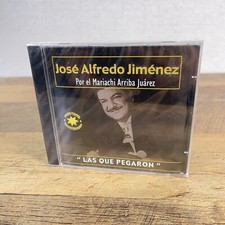 José Alfredo Jiménez
Por el Mariachi Arriba Juárez
" LAS QUE PEGARON "